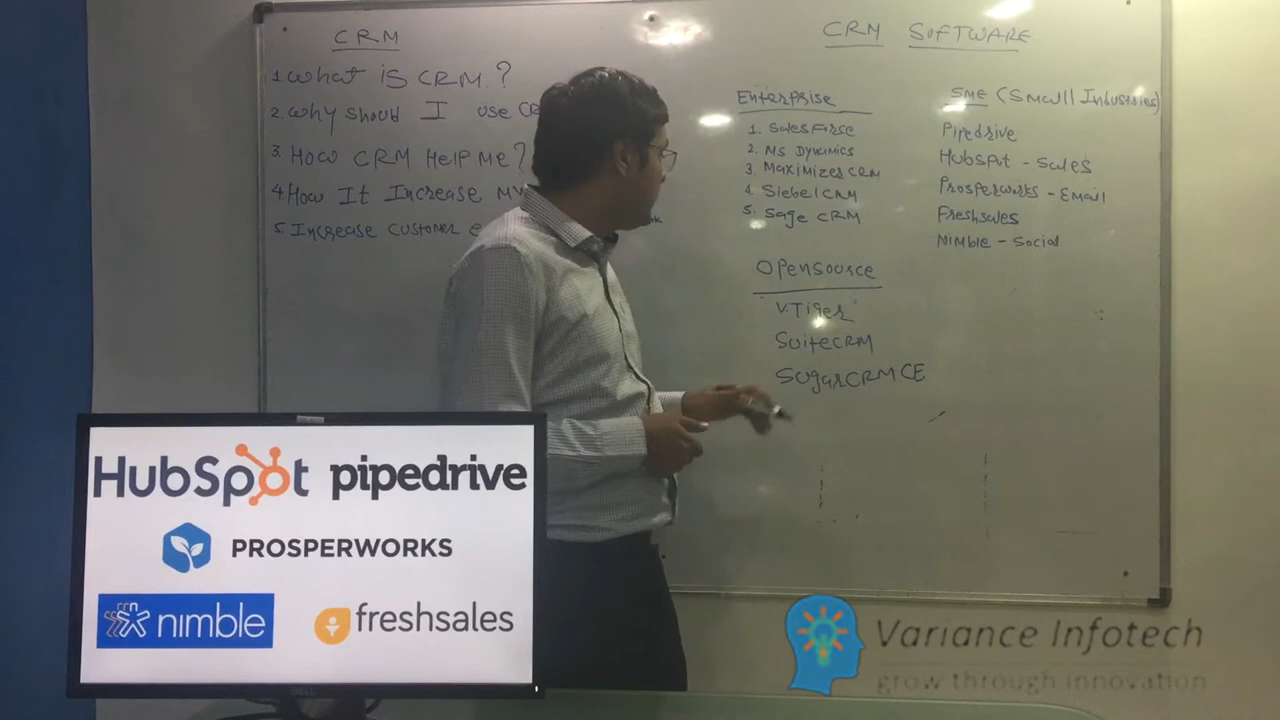 CRM
1. What is CRM?
2. Why should I use CR
3. How CRM Help Me?
4. How It Increase MY
5. Increase Customer e
CRM SOFTWARE
Enterprise
1. SalesForce
2. MS Dynamics
3. Maximizer CRM
4. Siebel CRM
5. Sage CRM
SME (Small Industries)
Pipedrive
HubSpot - Sales
Prosperworks - Email
Freshsales
Nimble - Social
Opensource
V.Tiger
SuiteCRM
SugarCRM CE
HubSpot pipedrive
PROSPERWORKS
nimble freshsales
DELL
Variance Infotech
grow through innovation